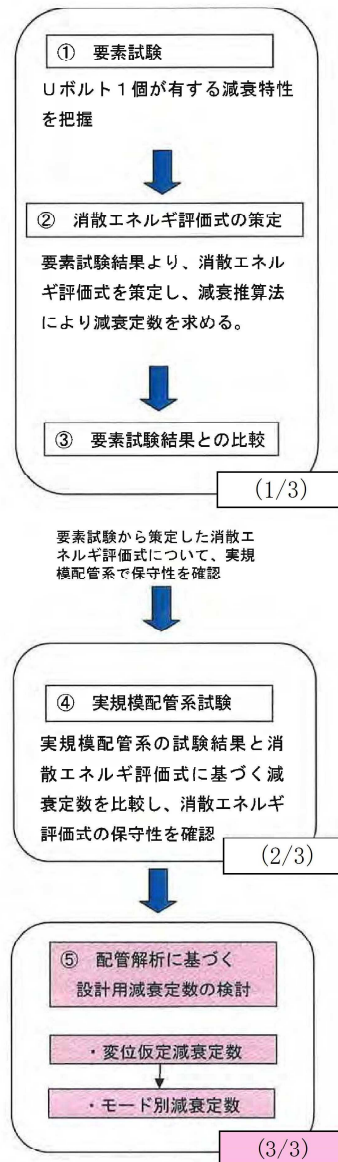 ① 要素試験
Uボルト1個が有する減衰特性
を把握
② 消散エネルギ評価式の策定
要素試験結果より、消散エネル
ギ評価式を策定し、減衰推算法
により減衰定数を求める。
③ 要素試験結果との比較
(1/3)
要素試験から策定した消散エ
ネルギ評価式について、実規
模配管系で保守性を確認
④ 実規模配管系試験
実規模配管系の試験結果と消
散エネルギ評価式に基づく減
衰定数を比較し、消散エネルギ
評価式の保守性を確認
(2/3)
⑤ 配管解析に基づく
設計用減衰定数の検討
・変位仮定減衰定数
・モード別減衰定数
(3/3)